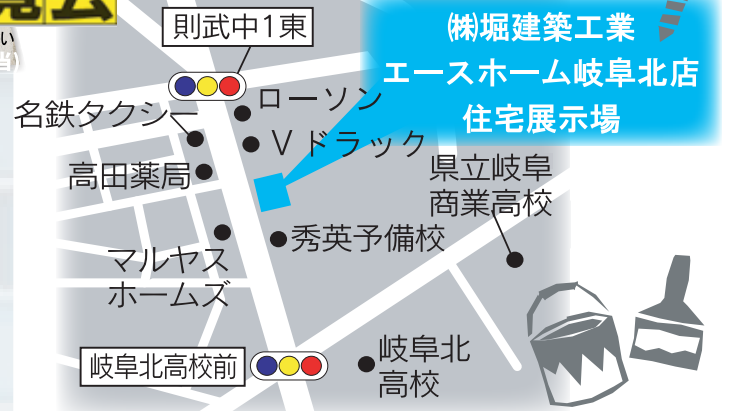 則武中1東
㈱堀建築工業
エースホーム岐阜北店
住宅展示場
ローソン
名鉄タクシー
Vドラック
高田薬局
県立岐阜
商業高校
秀英予備校
マルヤス
ホームズ
岐阜北高校前
岐阜北
高校